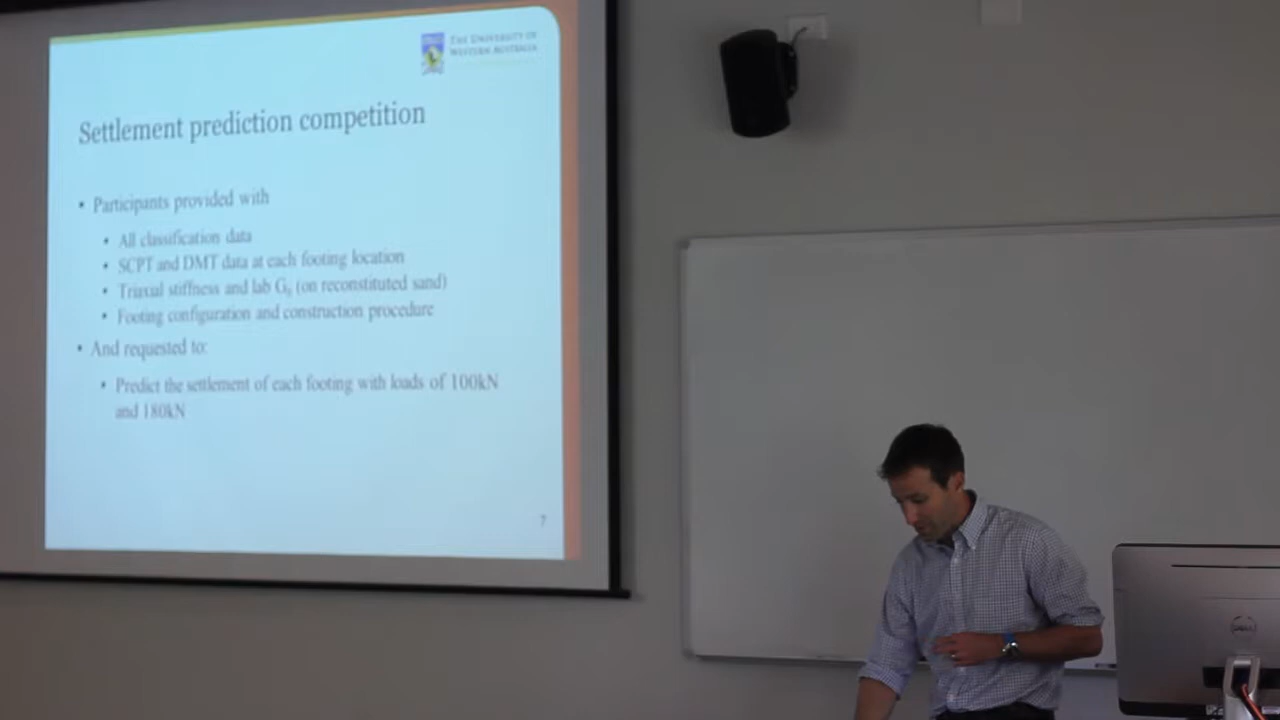 THE UNIVERSITY OF
WESTERN AUSTRALIA
Settlement prediction competition
• Participants provided with
• All classification data
• SCPT and DMT data at each footing location
• Triaxial stiffness and lab G₀ (on reconstituted sand)
• Footing configuration and construction procedure
• And requested to:
• Predict the settlement of each footing with loads of 100kN
and 180kN
7
DELL